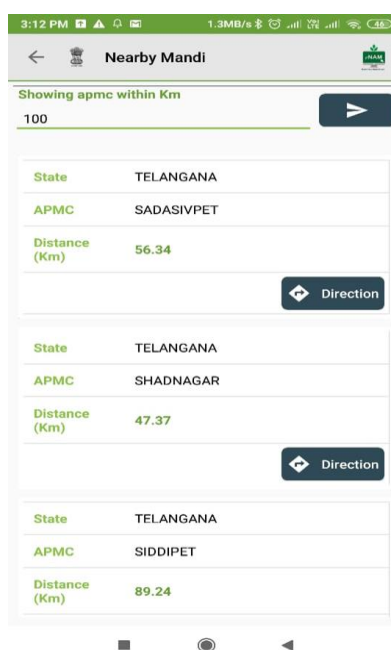 3:12 PM 1.3MB/s 46
Nearby Mandi
eNAM
Showing apmc within Km
100
State TELANGANA
APMC SADASIVPET
Distance
(Km) 56.34
Direction
State TELANGANA
APMC SHADNAGAR
Distance
(Km) 47.37
Direction
State TELANGANA
APMC SIDDIPET
Distance
(Km) 89.24